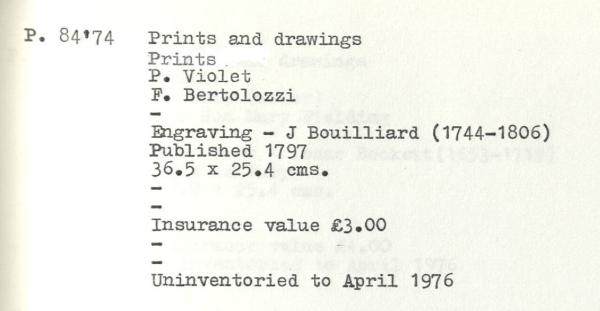 P. 84'74 Prints and drawings
Prints
P. Violet
F. Bertolozzi
-
Engraving - J Bouilliard (1744-1806)
Published 1797
36.5 x 25.4 cms.
-
-
Insurance value £3.00
-
-
Uninventoried to April 1976